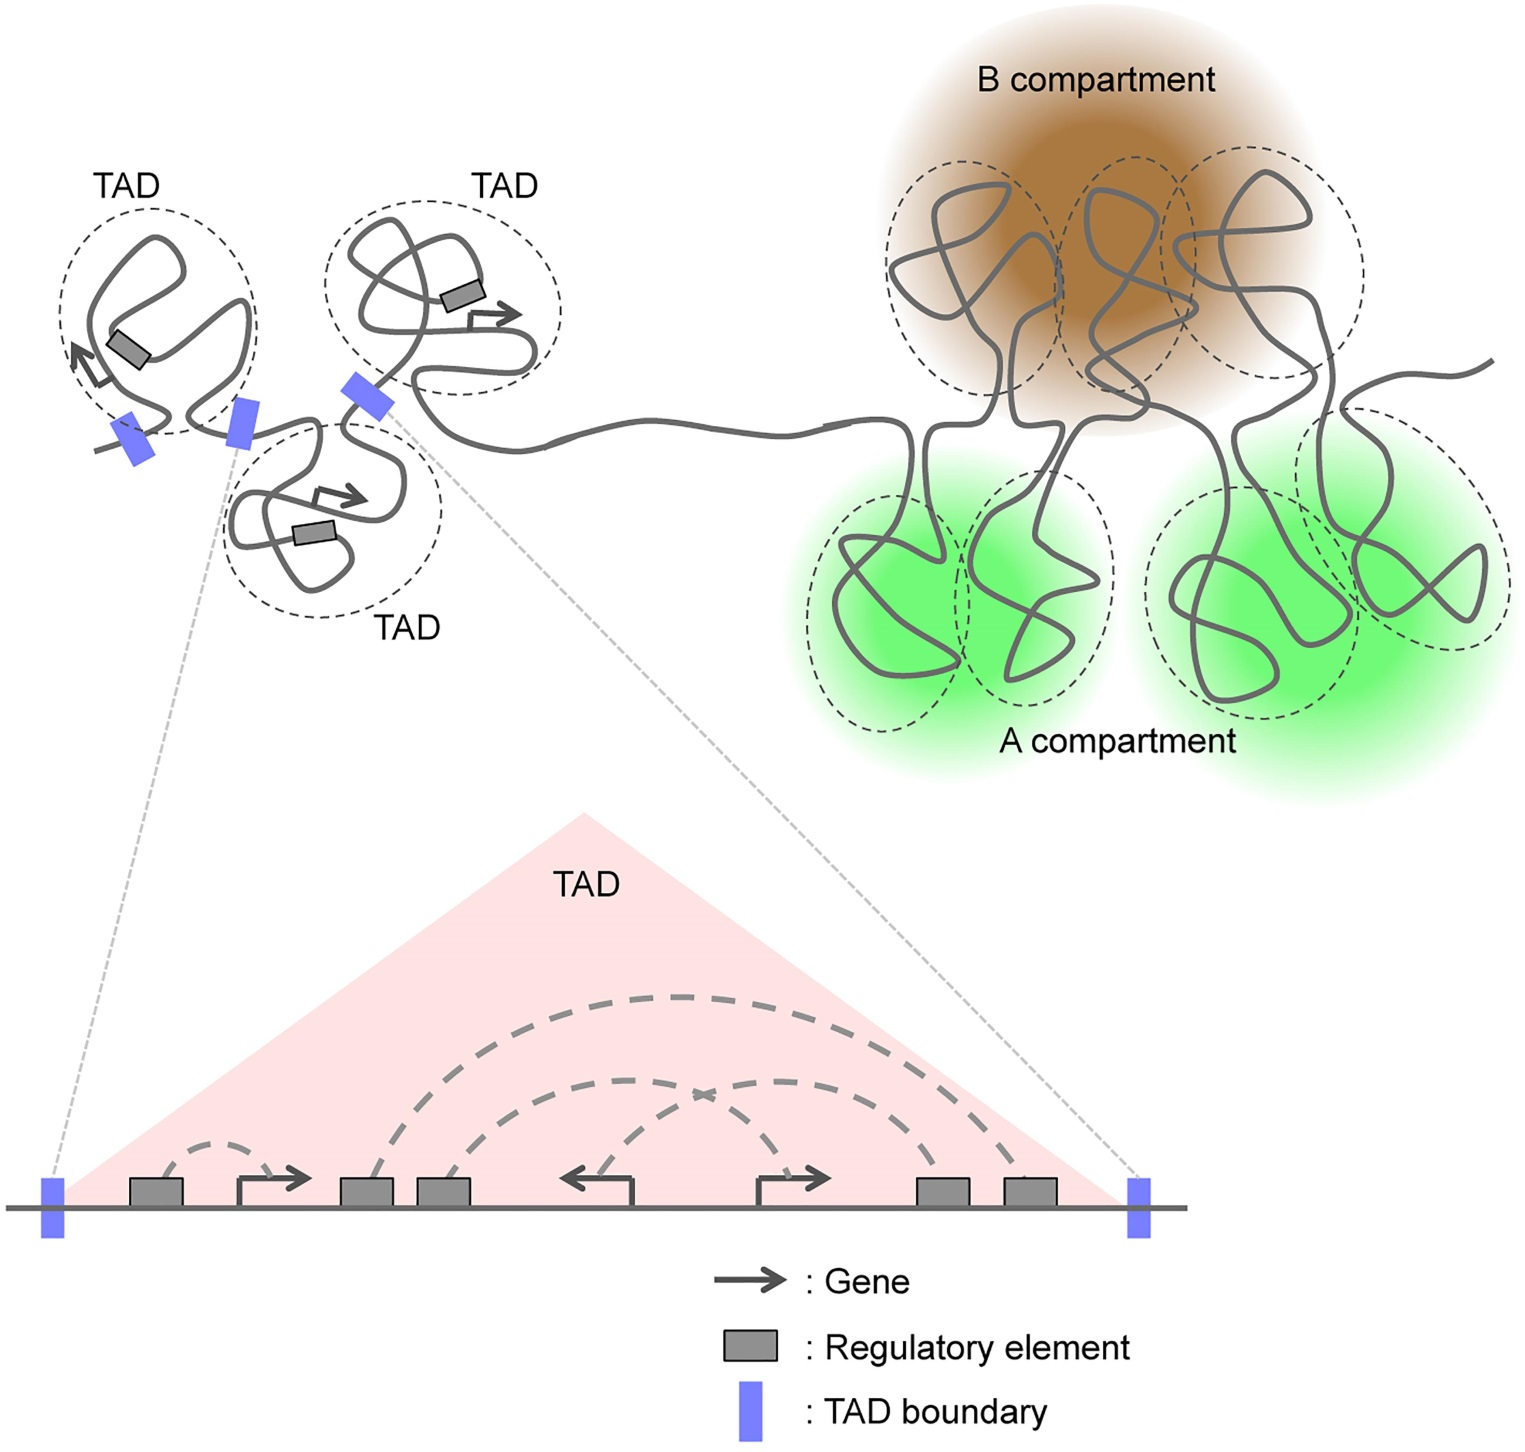 B compartment
TAD
TAD
TAD
A compartment
TAD
: Gene
: Regulatory element
: TAD boundary